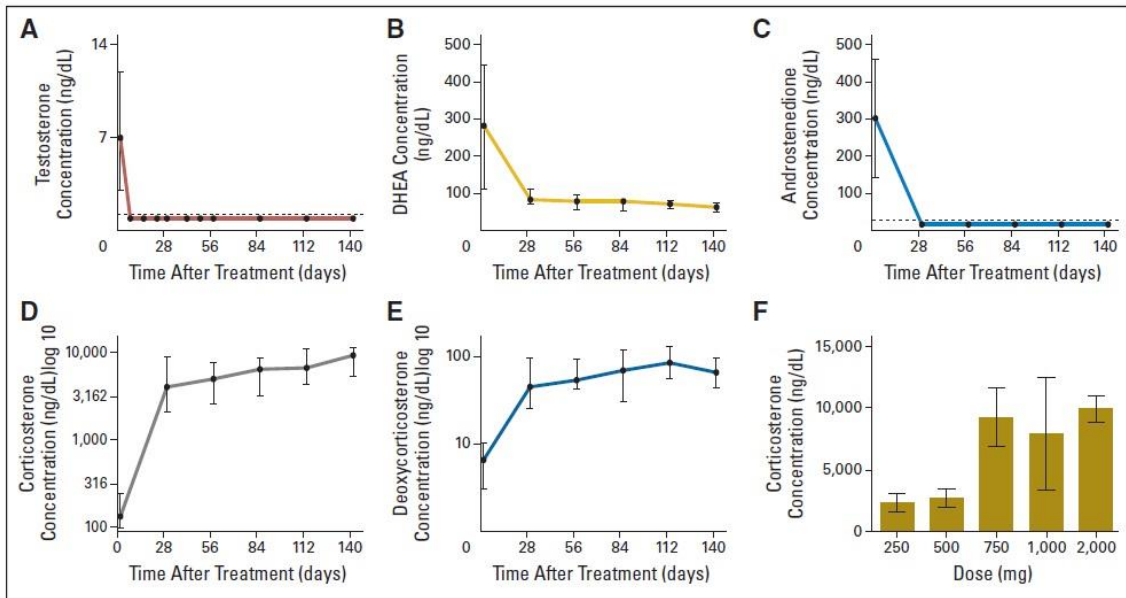 A
Testosterone
Concentration (ng/dL)
14
7
0
28
56
84
112
140
Time After Treatment (days)
B
DHEA Concentration
(ng/dL)
500
400
300
200
100
0
28
56
84
112
140
Time After Treatment (days)
C
Androstenedione
Concentration (ng/dL)
500
400
300
200
100
0
28
56
84
112
140
Time After Treatment (days)
D
Corticosterone
Concentration (ng/dL)log 10
10,000
3,162
1,000
316
100
0
28
56
84
112
140
Time After Treatment (days)
E
Deoxycorticosterone
Concentration (ng/dL)log 10
100
10
0
28
56
84
112
140
Time After Treatment (days)
F
Corticosterone
Concentration (ng/dL)
15,000
10,000
5,000
0
250
500
750
1,000
2,000
Dose (mg)